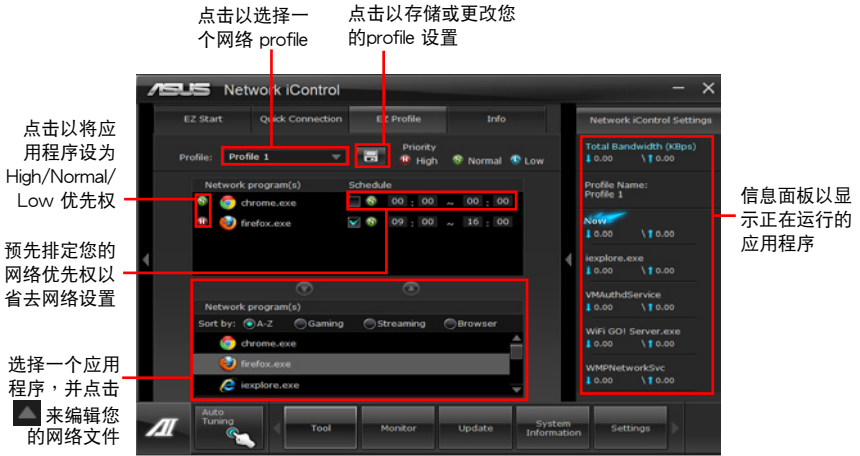 点击以选择一
个网络 profile
点击以存储或更改您
的profile 设置
点击以将应
用程序设为
High/Normal/
Low 优先权
预先排定您的
网络优先权以
省去网络设置
选择一个应用
程序，并点击
来编辑您
的网络文件
信息面板以显
示正在运行的
应用程序
ASUS Network iControl
EZ Start Quick Connection EZ Profile Info
Profile: Profile 1
Priority
R High N Normal L Low
Network program(s) Schedule
N chrome.exe N 00 : 00 ~ 00 : 00
R firefox.exe N 09 : 00 ~ 16 : 00
Network program(s)
Sort by: A-Z Gaming Streaming Browser
chrome.exe
firefox.exe
iexplore.exe
Network iControl Settings
Total Bandwidth (KBps)
0.00 \ 0.00
Profile Name:
Profile 1
Now
0.00 \ 0.00
iexplore.exe
0.00 \ 0.00
VMAuthdService
0.00 \ 0.00
WiFi GO! Server.exe
0.00 \ 0.00
WMPNetworkSvc
0.00 \ 0.00
AI
Auto
Tuning
Tool
Monitor
Update
System
Information
Settings